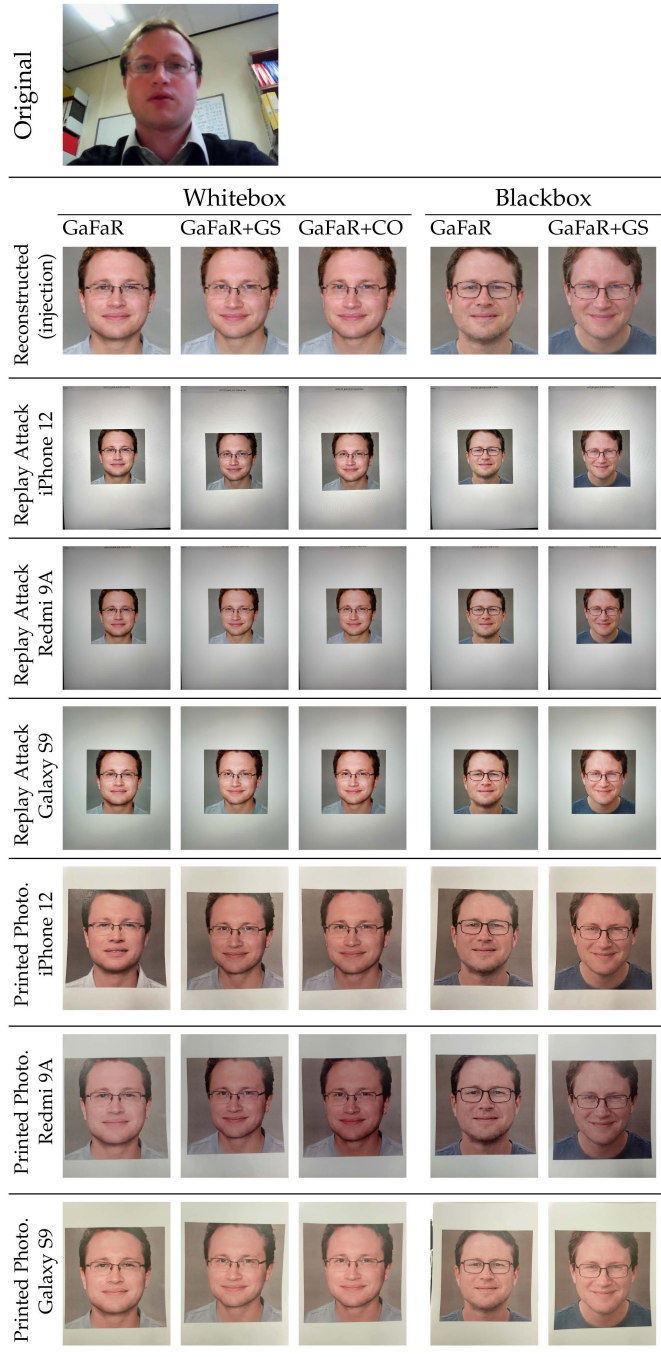 Original
Whitebox
Blackbox
GaFaR
GaFaR+GS
GaFaR+CO
GaFaR
GaFaR+GS
Reconstructed
(injection)
Replay Attack
iPhone 12
Replay Attack
Redmi 9A
Replay Attack
Galaxy S9
Printed Photo.
iPhone 12
Printed Photo.
Redmi 9A
Printed Photo.
Galaxy S9